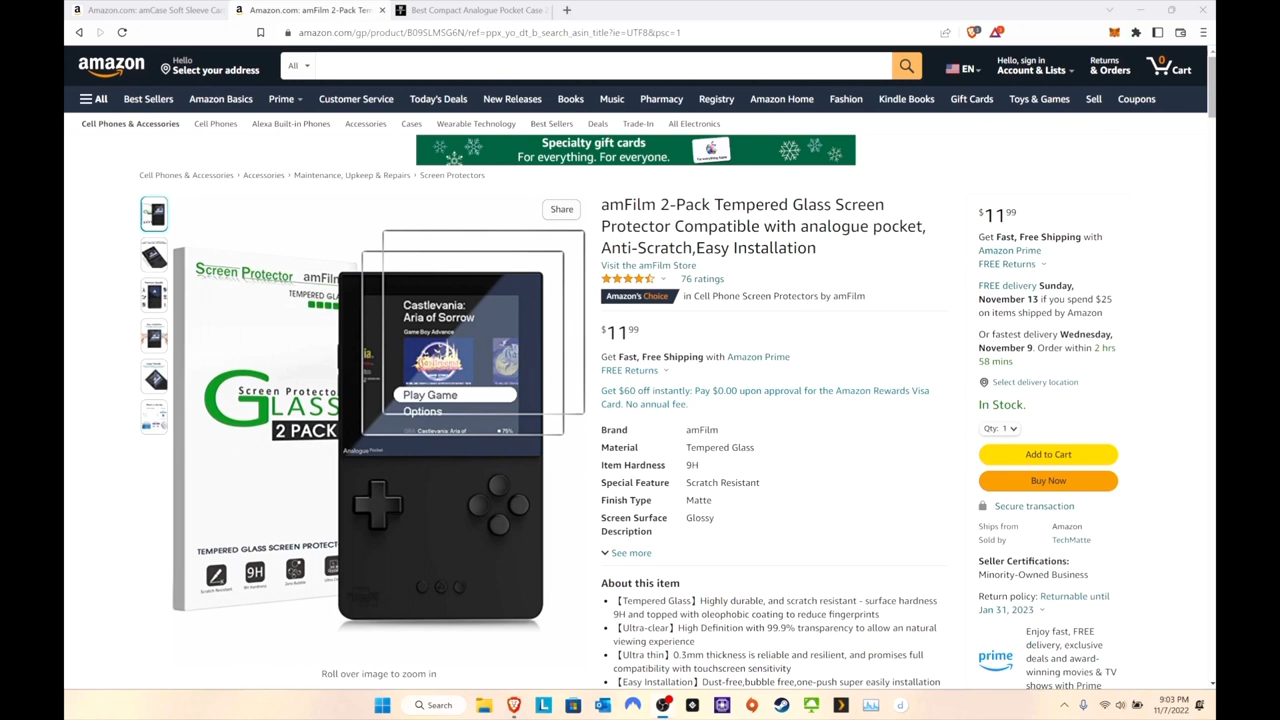 Amazon.com: amCase Soft Sleeve Car
Amazon.com: amFilm 2-Pack Tem
Best Compact Analogue Pocket Case
amazon.com/gp/product/B09SLMSG6N/ref=ppx_yo_dt_b_search_asin_title?ie=UTF8&psc=1
amazon
Hello
Select your address
All
EN
Hello, sign in
Account & Lists
Returns
& Orders
0
Cart
All
Best Sellers
Amazon Basics
Prime
Customer Service
Today's Deals
New Releases
Books
Music
Pharmacy
Registry
Amazon Home
Fashion
Kindle Books
Gift Cards
Toys & Games
Sell
Coupons
Cell Phones & Accessories
Cell Phones
Alexa Built-in Phones
Accessories
Cases
Wearable Technology
Best Sellers
Deals
Trade-In
All Electronics
Specialty gift cards
For everything. For everyone.
Cell Phones & Accessories › Accessories › Maintenance, Upkeep & Repairs › Screen Protectors
Share
Screen Protector
amFilm
TEMPERED GLASS
Screen Protector
GLASS
2 PACK
TEMPERED GLASS SCREEN PROTECTO
9H
Castlevania:
Aria of Sorrow
Game Boy Advance
Play Game
Options
Castlevania: Aria of
75%
Analogue Pocket
Roll over image to zoom in
amFilm 2-Pack Tempered Glass Screen
Protector Compatible with analogue pocket,
Anti-Scratch,Easy Installation
Visit the amFilm Store
76 ratings
Amazon's Choice in Cell Phone Screen Protectors by amFilm
$11 99
Get Fast, Free Shipping with Amazon Prime
FREE Returns
Get $60 off instantly: Pay $0.00 upon approval for the Amazon Rewards Visa
Card. No annual fee.
Brand amFilm
Material Tempered Glass
Item Hardness 9H
Special Feature Scratch Resistant
Finish Type Matte
Screen Surface Glossy
Description
See more
About this item
• 【Tempered Glass】Highly durable, and scratch resistant - surface hardness
9H and topped with oleophobic coating to reduce fingerprints
• 【Ultra-clear】High Definition with 99.9% transparency to allow an natural
viewing experience
• 【Ultra thin】0.3mm thickness is reliable and resilient, and promises full
compatibility with touchscreen sensitivity
• 【Easy Installation】Dust-free,bubble free,one-push super easily installation
$11 99
Get Fast, Free Shipping with
Amazon Prime
FREE Returns
FREE delivery Sunday,
November 13 if you spend $25
on items shipped by Amazon
Or fastest delivery Wednesday,
November 9. Order within 2 hrs
58 mins
Select delivery location
In Stock.
Qty: 1
Add to Cart
Buy Now
Secure transaction
Ships from Amazon
Sold by TechMatte
Seller Certifications:
Minority-Owned Business
Return policy: Returnable until
Jan 31, 2023
prime
Enjoy fast, FREE
delivery, exclusive
deals and award-
winning movies & TV
shows with Prime
Search
9:03 PM
11/7/2022